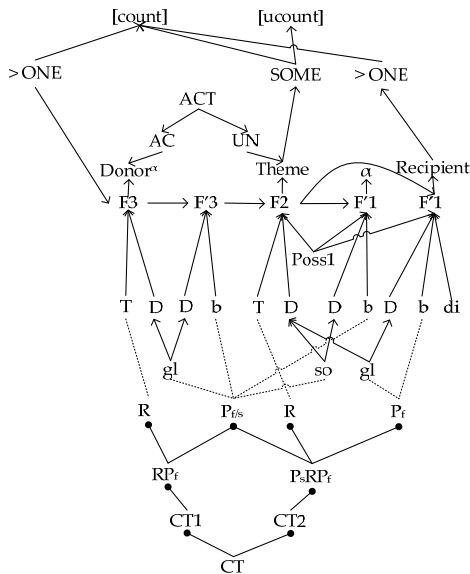 [count] [ucount]
>ONE SOME >ONE
ACT
AC UN
Donorα Theme α Recipient
F3 F'3 F2 F'1 F"1
Poss1
T D D b T D D b D b di
gl so gl
R Pf/s R Pf
RPf PsRPf
CT1 CT2
CT